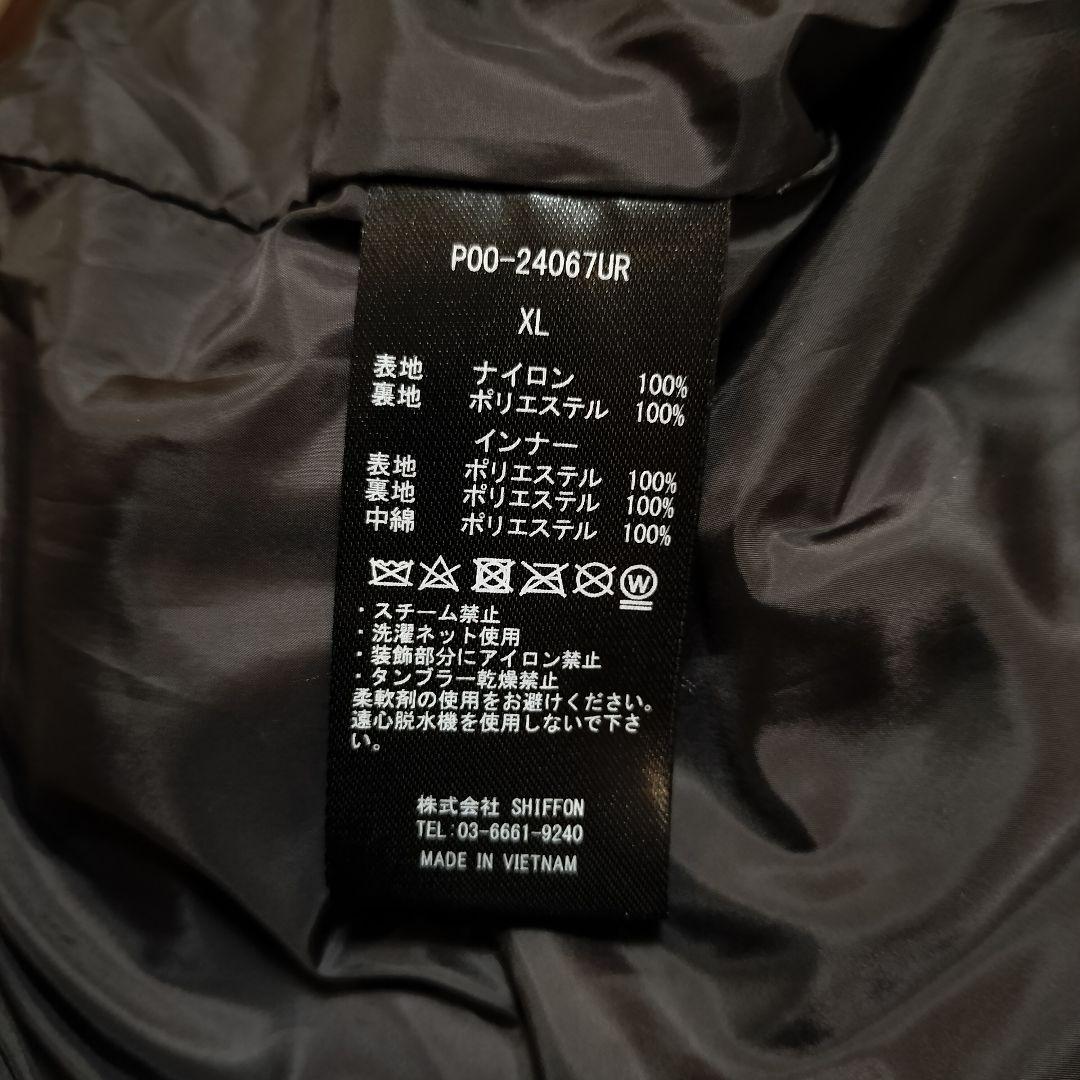 P00-24067UR
XL
表地 ナイロン 100%
裏地 ポリエステル 100%
インナー
表地 ポリエステル 100%
裏地 ポリエステル 100%
中綿 ポリエステル 100%
W
・スチーム禁止
・洗濯ネット使用
・装飾部分にアイロン禁止
・タンブラー乾燥禁止
柔軟剤の使用をお避けください。
遠心脱水機を使用しないで下さ
い。
株式会社 SHIFFON
TEL:03-6661-9240
MADE IN VIETNAM